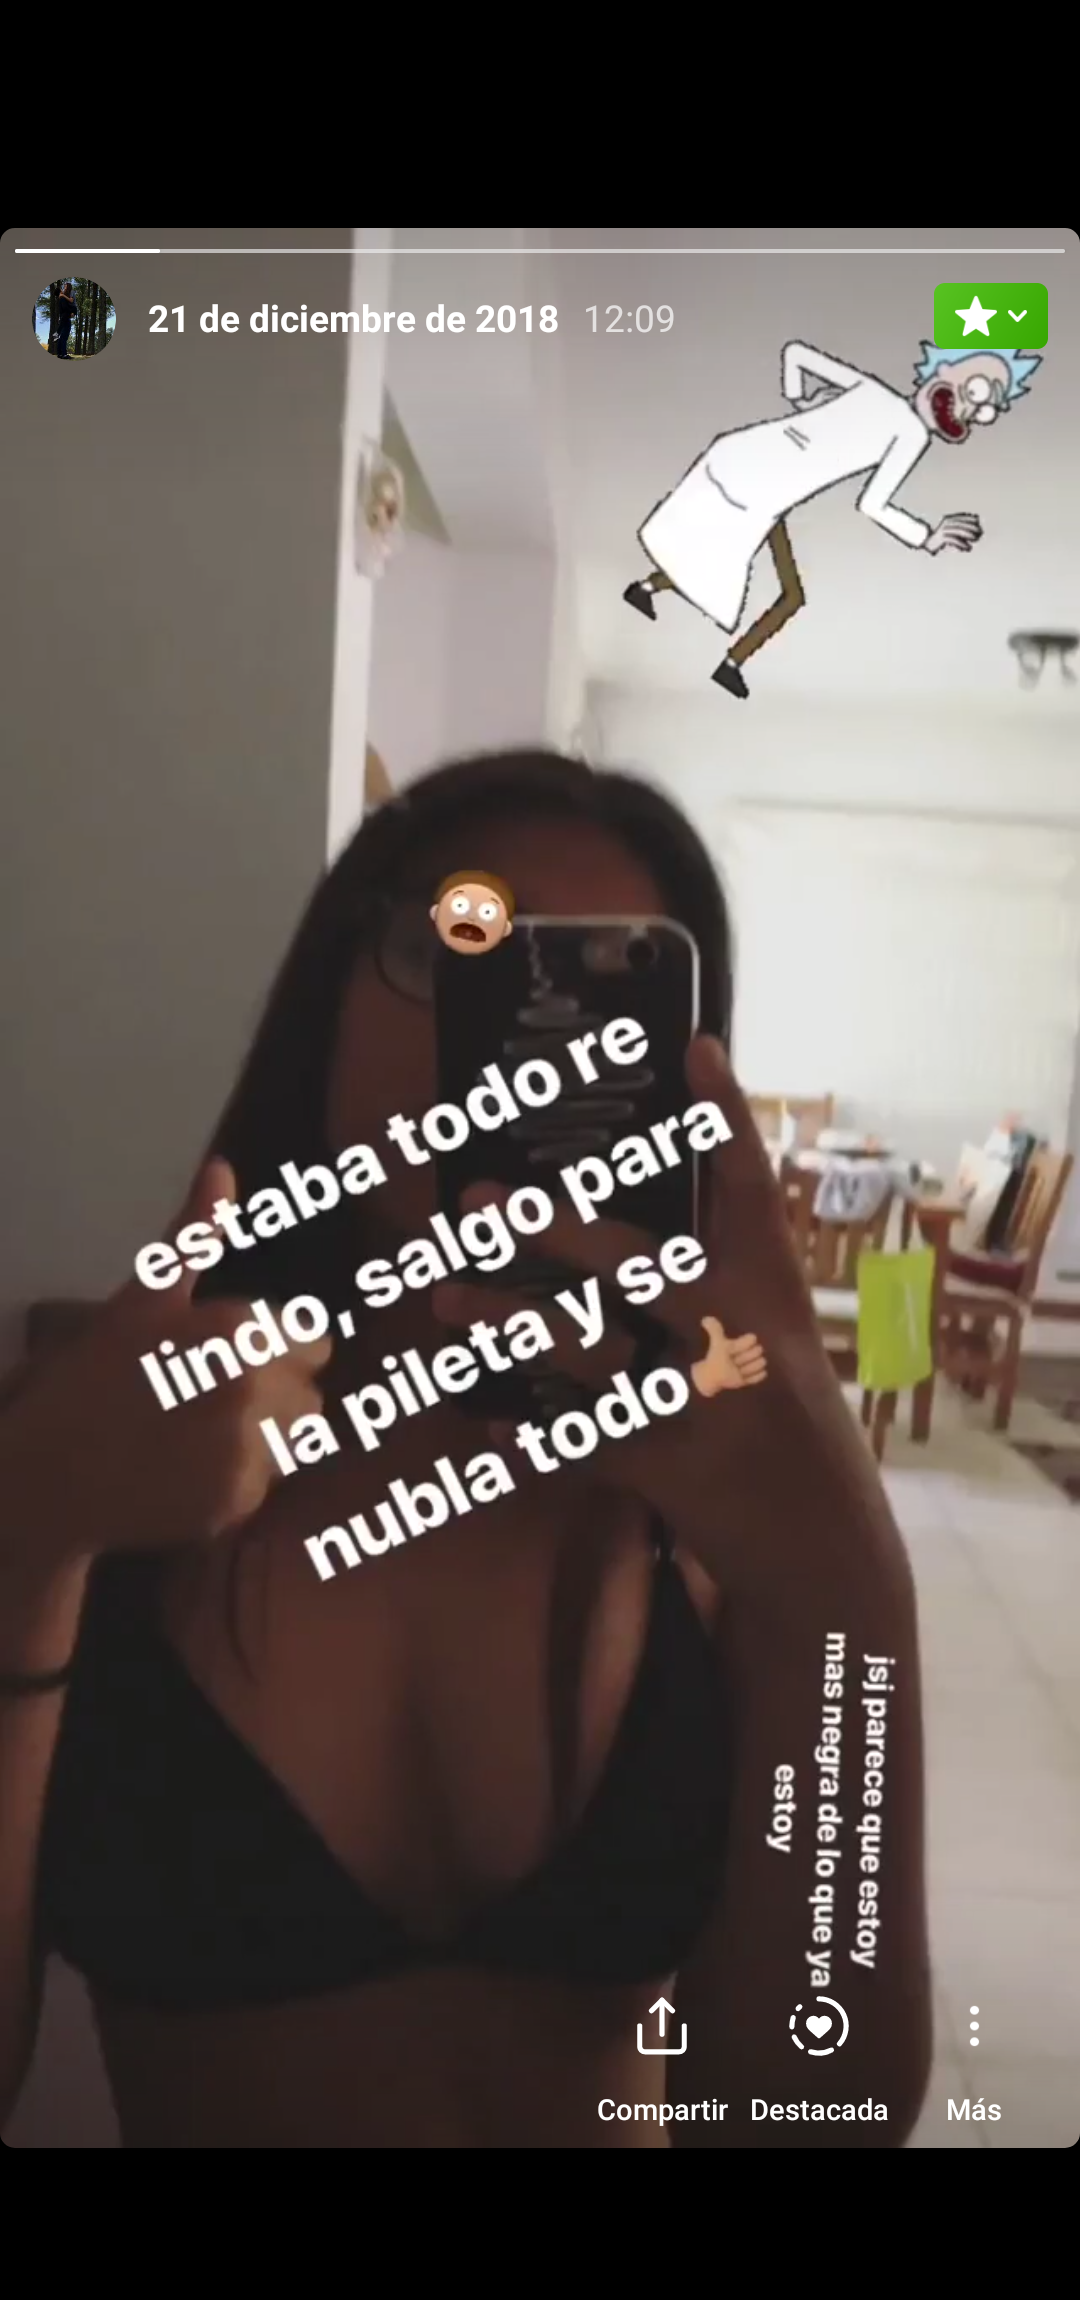 21 de diciembre de 2018 12:09
estaba todo re
lindo, salgo para
la pileta y se
nubla todo👍🏼
jsj parece que estoy
mas negra de lo que ya
estoy
Compartir Destacada Más